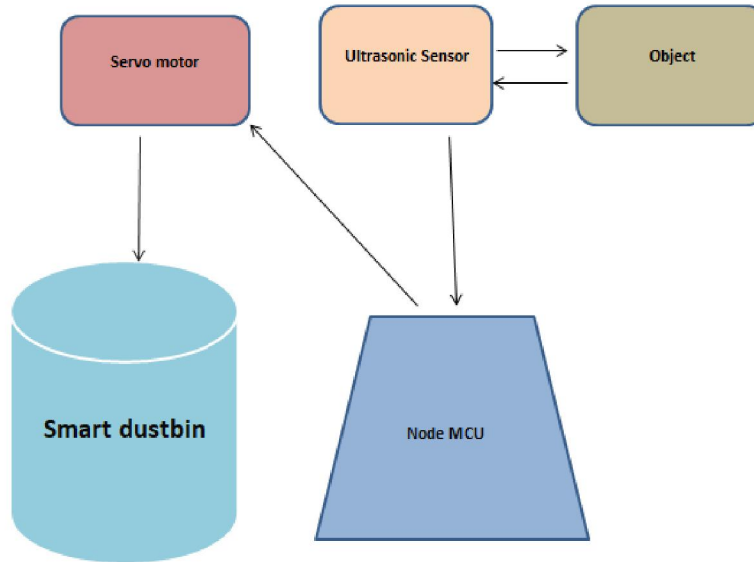 Servo motor
Ultrasonic Sensor
Object
Smart dustbin
Node MCU